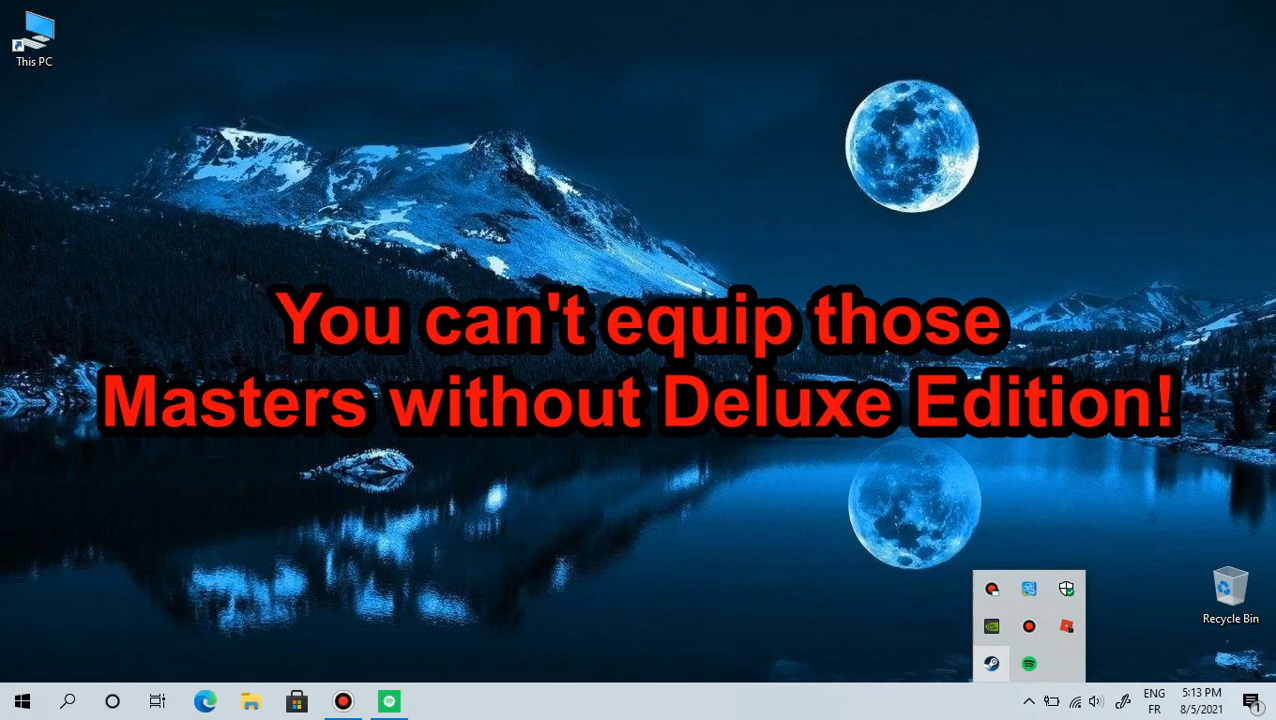 This PC
You can't equip those
Masters without Deluxe Edition!
Recycle Bin
ENG
FR
5:13 PM
8/5/2021
1